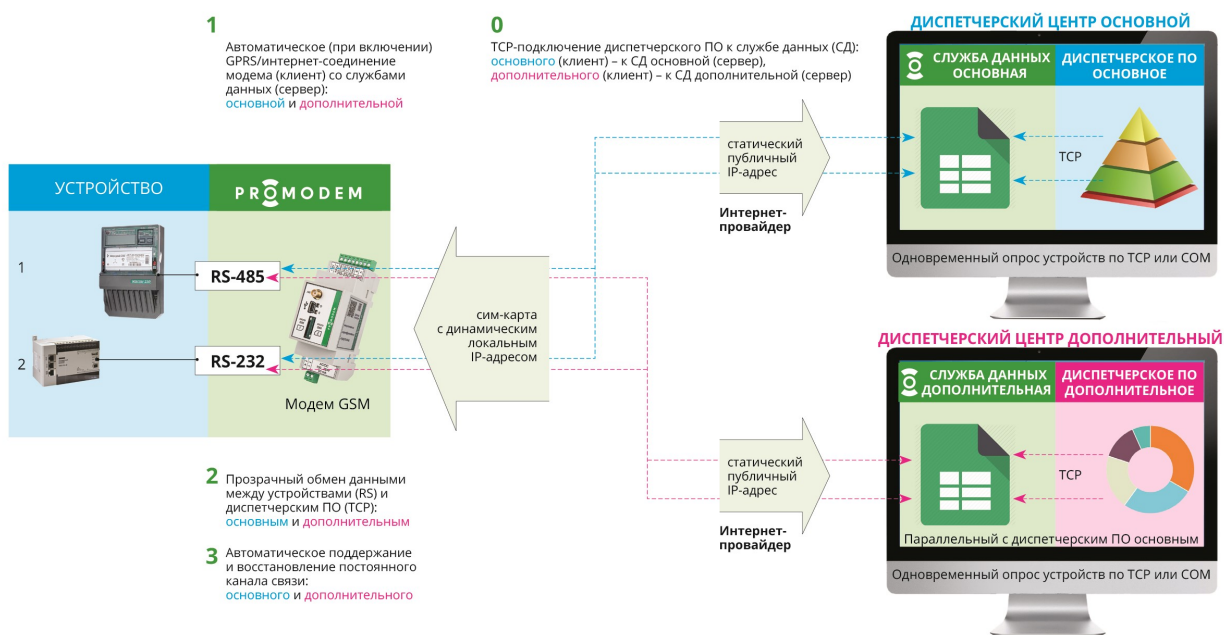 1
Автоматическое (при включении)
GPRS/интернет-соединение
модема (клиент) со службами
данных (сервер):
основной и дополнительной
0
TCP-подключение диспетчерского ПО к службе данных (СД):
основного (клиент) – к СД основной (сервер),
дополнительного (клиент) – к СД дополнительной (сервер)
ДИСПЕТЧЕРСКИЙ ЦЕНТР ОСНОВНОЙ
СЛУЖБА ДАННЫХ
ОСНОВНАЯ
ДИСПЕТЧЕРСКОЕ ПО
ОСНОВНОЕ
TCP
Одновременный опрос устройств по TCP или COM
статический
публичный
IP-адрес
Интернет-
провайдер
УСТРОЙСТВО
PROMODEM
1
RS-485
2
RS-232
Модем GSM
сим-карта
с динамическим
локальным
IP-адресом
ДИСПЕТЧЕРСКИЙ ЦЕНТР ДОПОЛНИТЕЛЬНЫЙ
СЛУЖБА ДАННЫХ
ДОПОЛНИТЕЛЬНАЯ
ДИСПЕТЧЕРСКОЕ ПО
ДОПОЛНИТЕЛЬНОЕ
TCP
Параллельный с диспетчерским ПО основным
Одновременный опрос устройств по TCP или COM
статический
публичный
IP-адрес
Интернет-
провайдер
2
Прозрачный обмен данными
между устройствами (RS) и
диспетчерским ПО (TCP):
основным и дополнительным
3
Автоматическое поддержание
и восстановление постоянного
канала связи:
основного и дополнительного